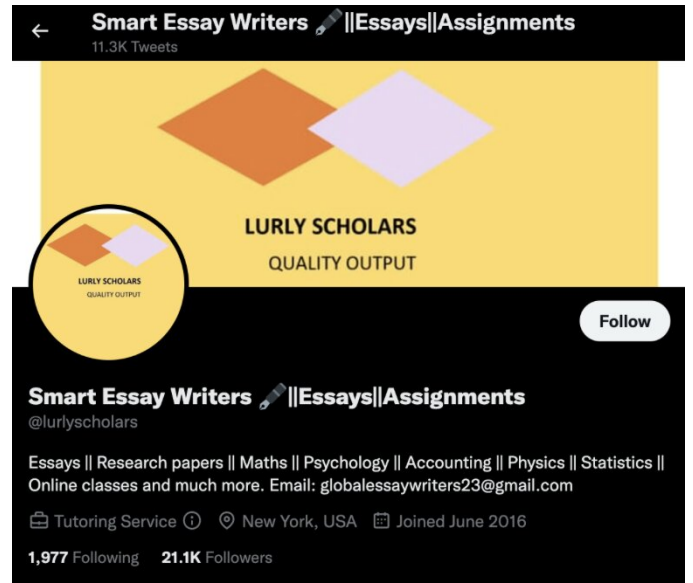 Smart Essay Writers 🖋||Essays||Assignments
11.3K Tweets
LURLY SCHOLARS
QUALITY OUTPUT
LURLY SCHOLARS
QUALITY OUTPUT
Follow
Smart Essay Writers 🖋||Essays||Assignments
@lurlyscholars
Essays || Research papers || Maths || Psychology || Accounting || Physics || Statistics ||
Online classes and much more. Email: globalessaywriters23@gmail.com
Tutoring Service New York, USA Joined June 2016
1,977 Following 21.1K Followers